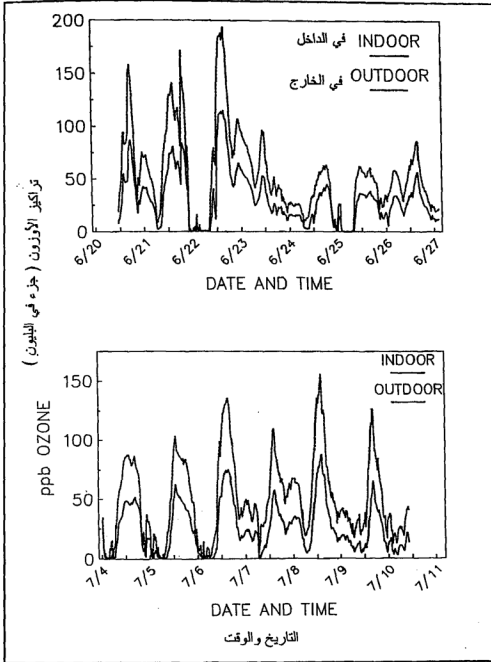 200
150
100
50
0
في الداخل INDOOR
في الخارج OUTDOOR
6/20
6/21
6/22
6/23
6/24
6/25
6/26
6/27
DATE AND TIME
تراكيز الأوزون ( جزء في البليون )
150
100
50
0
ppb OZONE
INDOOR
OUTDOOR
7/4
7/5
7/6
7/7
7/8
7/9
7/10
7/11
DATE AND TIME
التاريخ والوقت